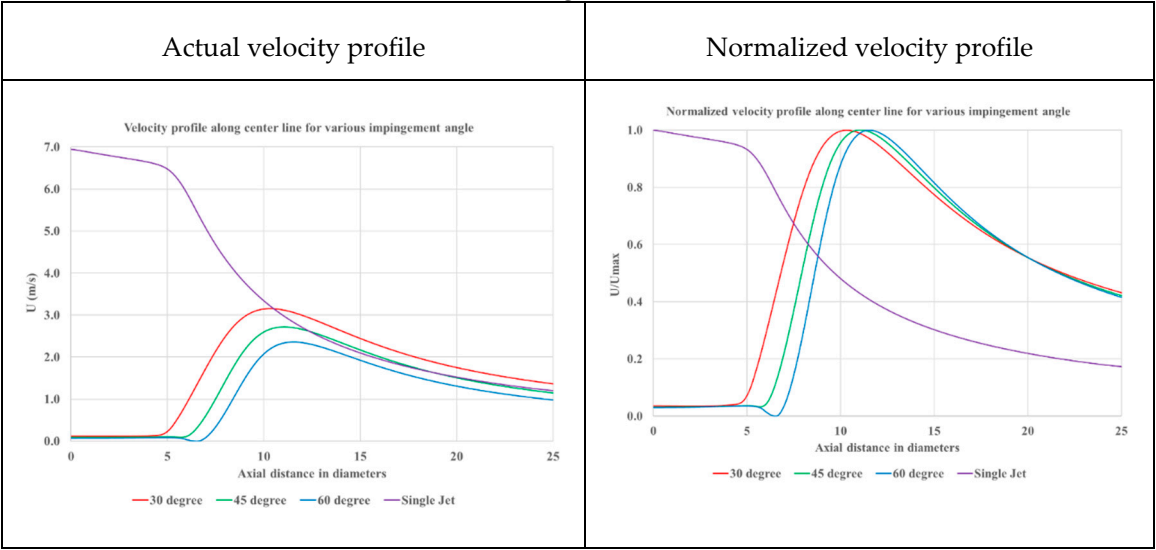 Actual velocity profile
Normalized velocity profile
Velocity profile along center line for various impingement angle
7.0
6.0
5.0
4.0
3.0
2.0
1.0
0.0
U (m/s)
0 5 10 15 20 25
Axial distance in diameters
30 degree 45 degree 60 degree Single Jet
Normalized velocity profile along center line for various impingement angle
1.0
0.8
0.6
0.4
0.2
0.0
U/Umax
0 5 10 15 20 25
Axial distance in diameters
30 degree 45 degree 60 degree Single Jet